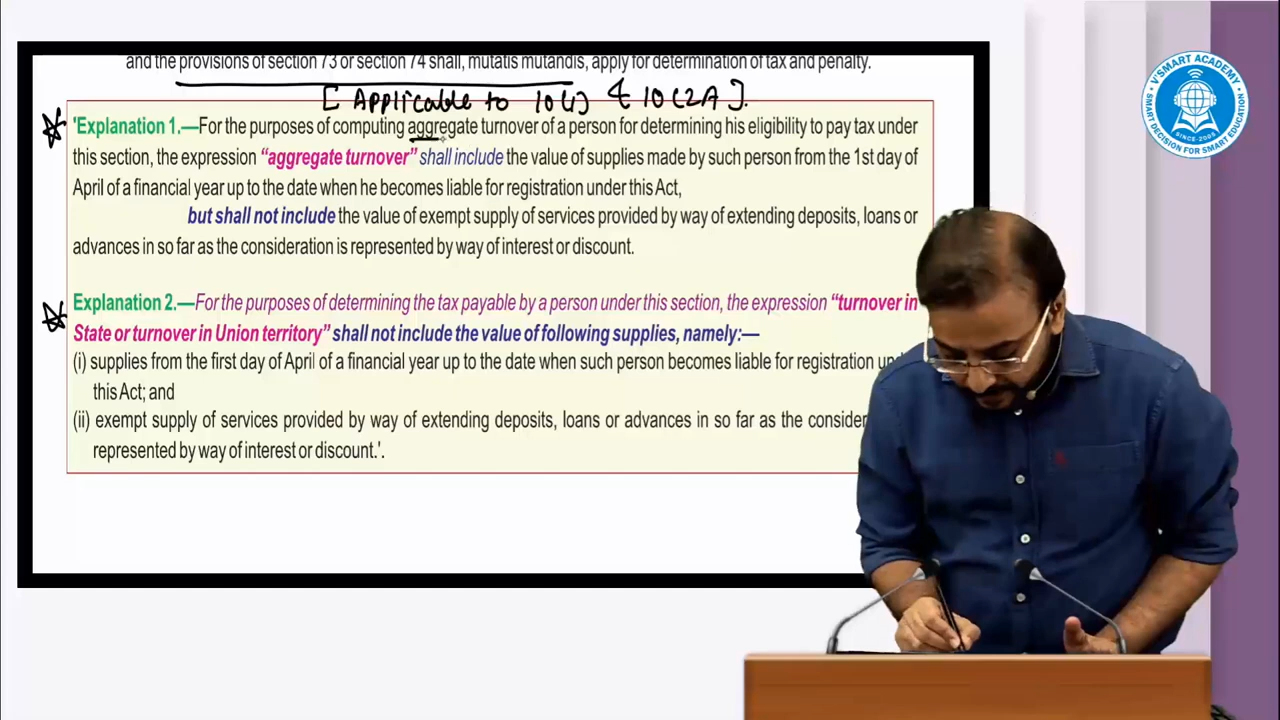 and the provisions of section 73 or section 74 shall, mutatis mutandis, apply for determination of tax and penalty.
[ Applicable to 10(1) & 10(2A].
'Explanation 1.—For the purposes of computing aggregate turnover of a person for determining his eligibility to pay tax under
this section, the expression “aggregate turnover” shall include the value of supplies made by such person from the 1st day of
April of a financial year up to the date when he becomes liable for registration under this Act,
but shall not include the value of exempt supply of services provided by way of extending deposits, loans or
advances in so far as the consideration is represented by way of interest or discount.
Explanation 2.—For the purposes of determining the tax payable by a person under this section, the expression “turnover in
State or turnover in Union territory” shall not include the value of following supplies, namely:—
(i) supplies from the first day of April of a financial year up to the date when such person becomes liable for registration
this Act; and
(ii) exempt supply of services provided by way of extending deposits, loans or advances in so far as the
represented by way of interest or discount.'.
V'SMART ACADEMY
SINCE-2005
SMART DECISION FOR SMART EDUCATION